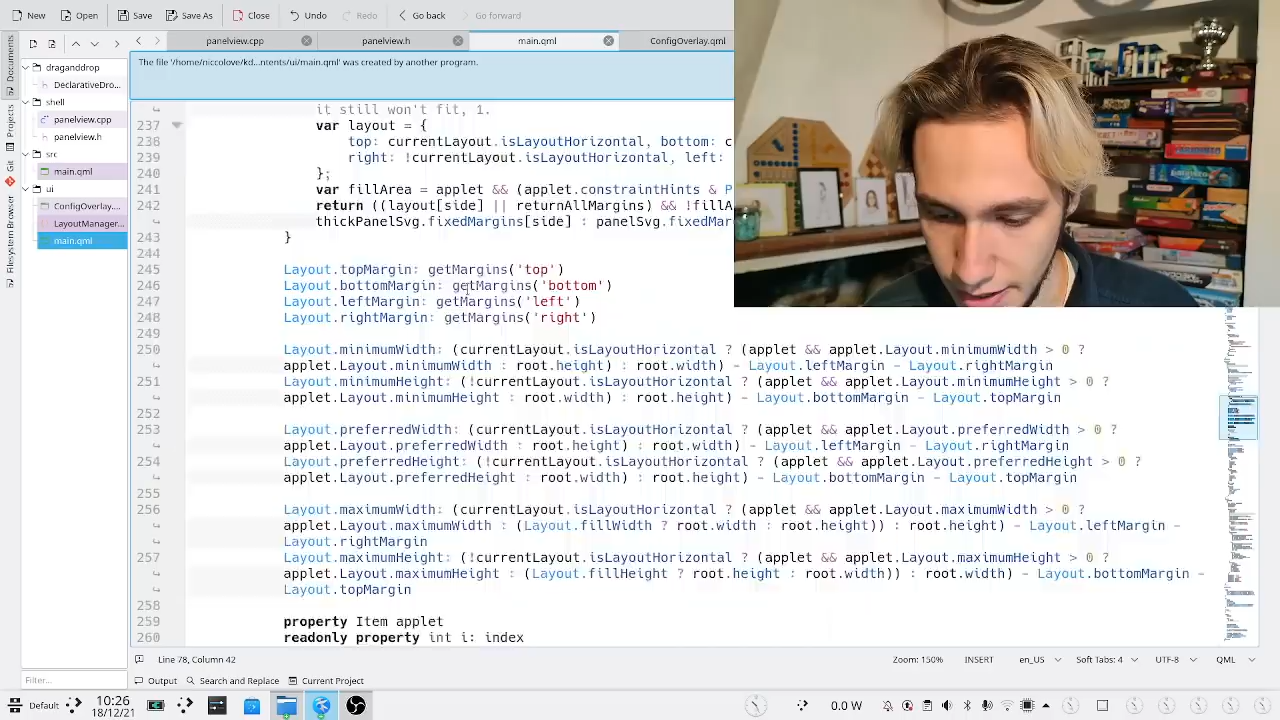 Save
Save As
Close
Undo
Redo
Go back
Go forward
panelview.cpp
panelview.h
main.qml
ConfigOverlay.qml
The file '/home/niccolove/kd...ntents/ui/main.qml' was created by another program.
draganddrop
DeclarativeDro...
shell
panelview.cpp
panelview.h
ui
main.qml
ui
ConfigOverlay...
LayoutManager...
main.qml
Filter...
Projects
Filesystem Browser
it still won't fit. 1.
237 var layout = {
top: currentLayout.isLayoutHorizontal, bottom: c
right: !currentLayout.isLayoutHorizontal, left:
};
241 var fillArea = applet && (applet.constraintHints & P
242 return ((layout[side] || returnAllMargins) && !fillA
thickPanelSvg.fixedMargins[side] : panelSvg.fixedMar
243 }
244
245 Layout.topMargin: getMargins('top')
246 Layout.bottomMargin: getMargins('bottom')
247 Layout.leftMargin: getMargins('left')
248 Layout.rightMargin: getMargins('right')
250 Layout.minimumWidth: (currentLayout.isLayoutHorizontal ? (applet && applet.Layout.minimumWidth > 0 ?
applet.Layout.minimumWidth : root.height) : root.width) - Layout.leftMargin - Layout.rightMargin
251 Layout.minimumHeight: (!currentLayout.isLayoutHorizontal ? (applet && applet.Layout.minimumHeight > 0 ?
applet.Layout.minimumHeight : root.width) : root.height) - Layout.bottomMargin - Layout.topMargin
252
253 Layout.preferredWidth: (currentLayout.isLayoutHorizontal ? (applet && applet.Layout.preferredWidth > 0 ?
applet.Layout.preferredWidth : root.height) : root.width) - Layout.leftMargin - Layout.rightMargin
254 Layout.preferredHeight: (!currentLayout.isLayoutHorizontal ? (applet && applet.Layout.preferredHeight > 0 ?
applet.Layout.preferredHeight : root.width) : root.height) - Layout.bottomMargin - Layout.topMargin
255
256 Layout.maximumWidth: (currentLayout.isLayoutHorizontal ? (applet && applet.Layout.maximumWidth > 0 ?
applet.Layout.maximumWidth : (Layout.fillWidth ? root.width : root.height)) : root.height) - Layout.leftMargin -
Layout.rightMargin
257 Layout.maximumHeight: (!currentLayout.isLayoutHorizontal ? (applet && applet.Layout.maximumHeight > 0 ?
applet.Layout.maximumHeight : (Layout.fillHeight ? root.height : root.width)) : root.width) - Layout.bottomMargin -
Layout.topMargin
258
259 property Item applet
260 readonly property int i: index
Line 78, Column 42
Zoom: 150%
INSERT
en_US
Soft Tabs: 4
UTF-8
QML
Output
Search and Replace
Current Project
Default
10:26
18/12/21
0.0 W